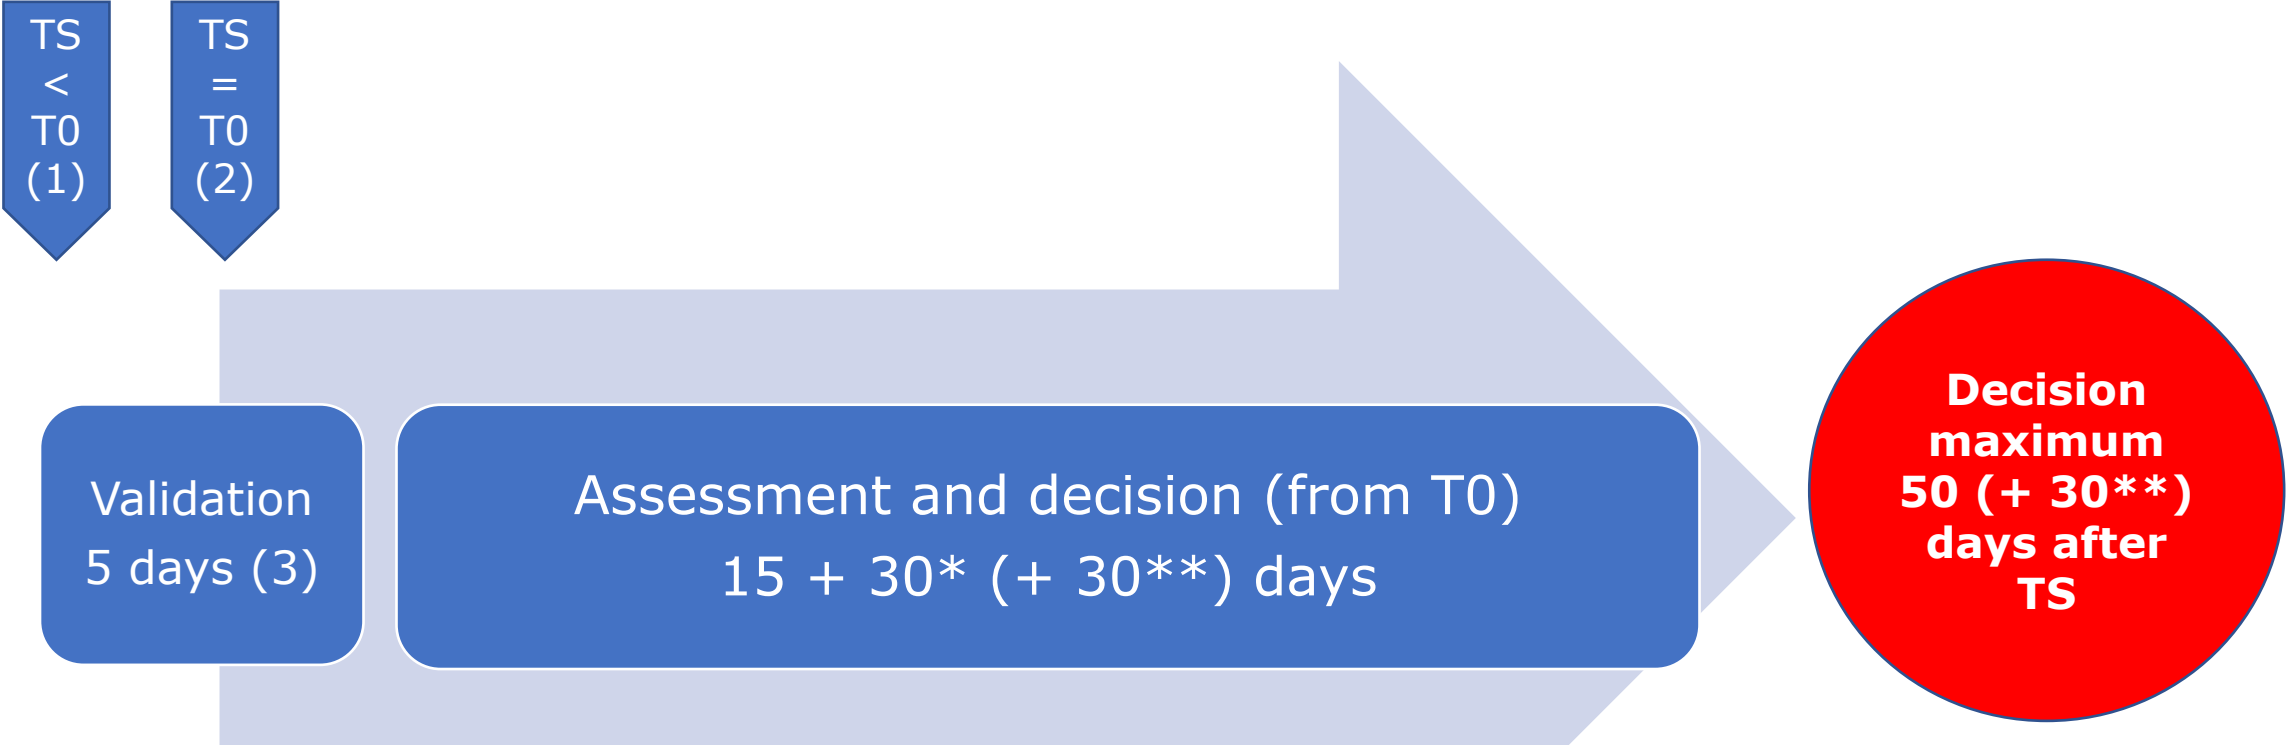 TS
<
T0
(1)
TS
=
T0
(2)
Validation
5 days (3)
Assessment and decision (from T0)
15 + 30* (+ 30**) days
Decision
maximum
50 (+ 30**)
days after
TS